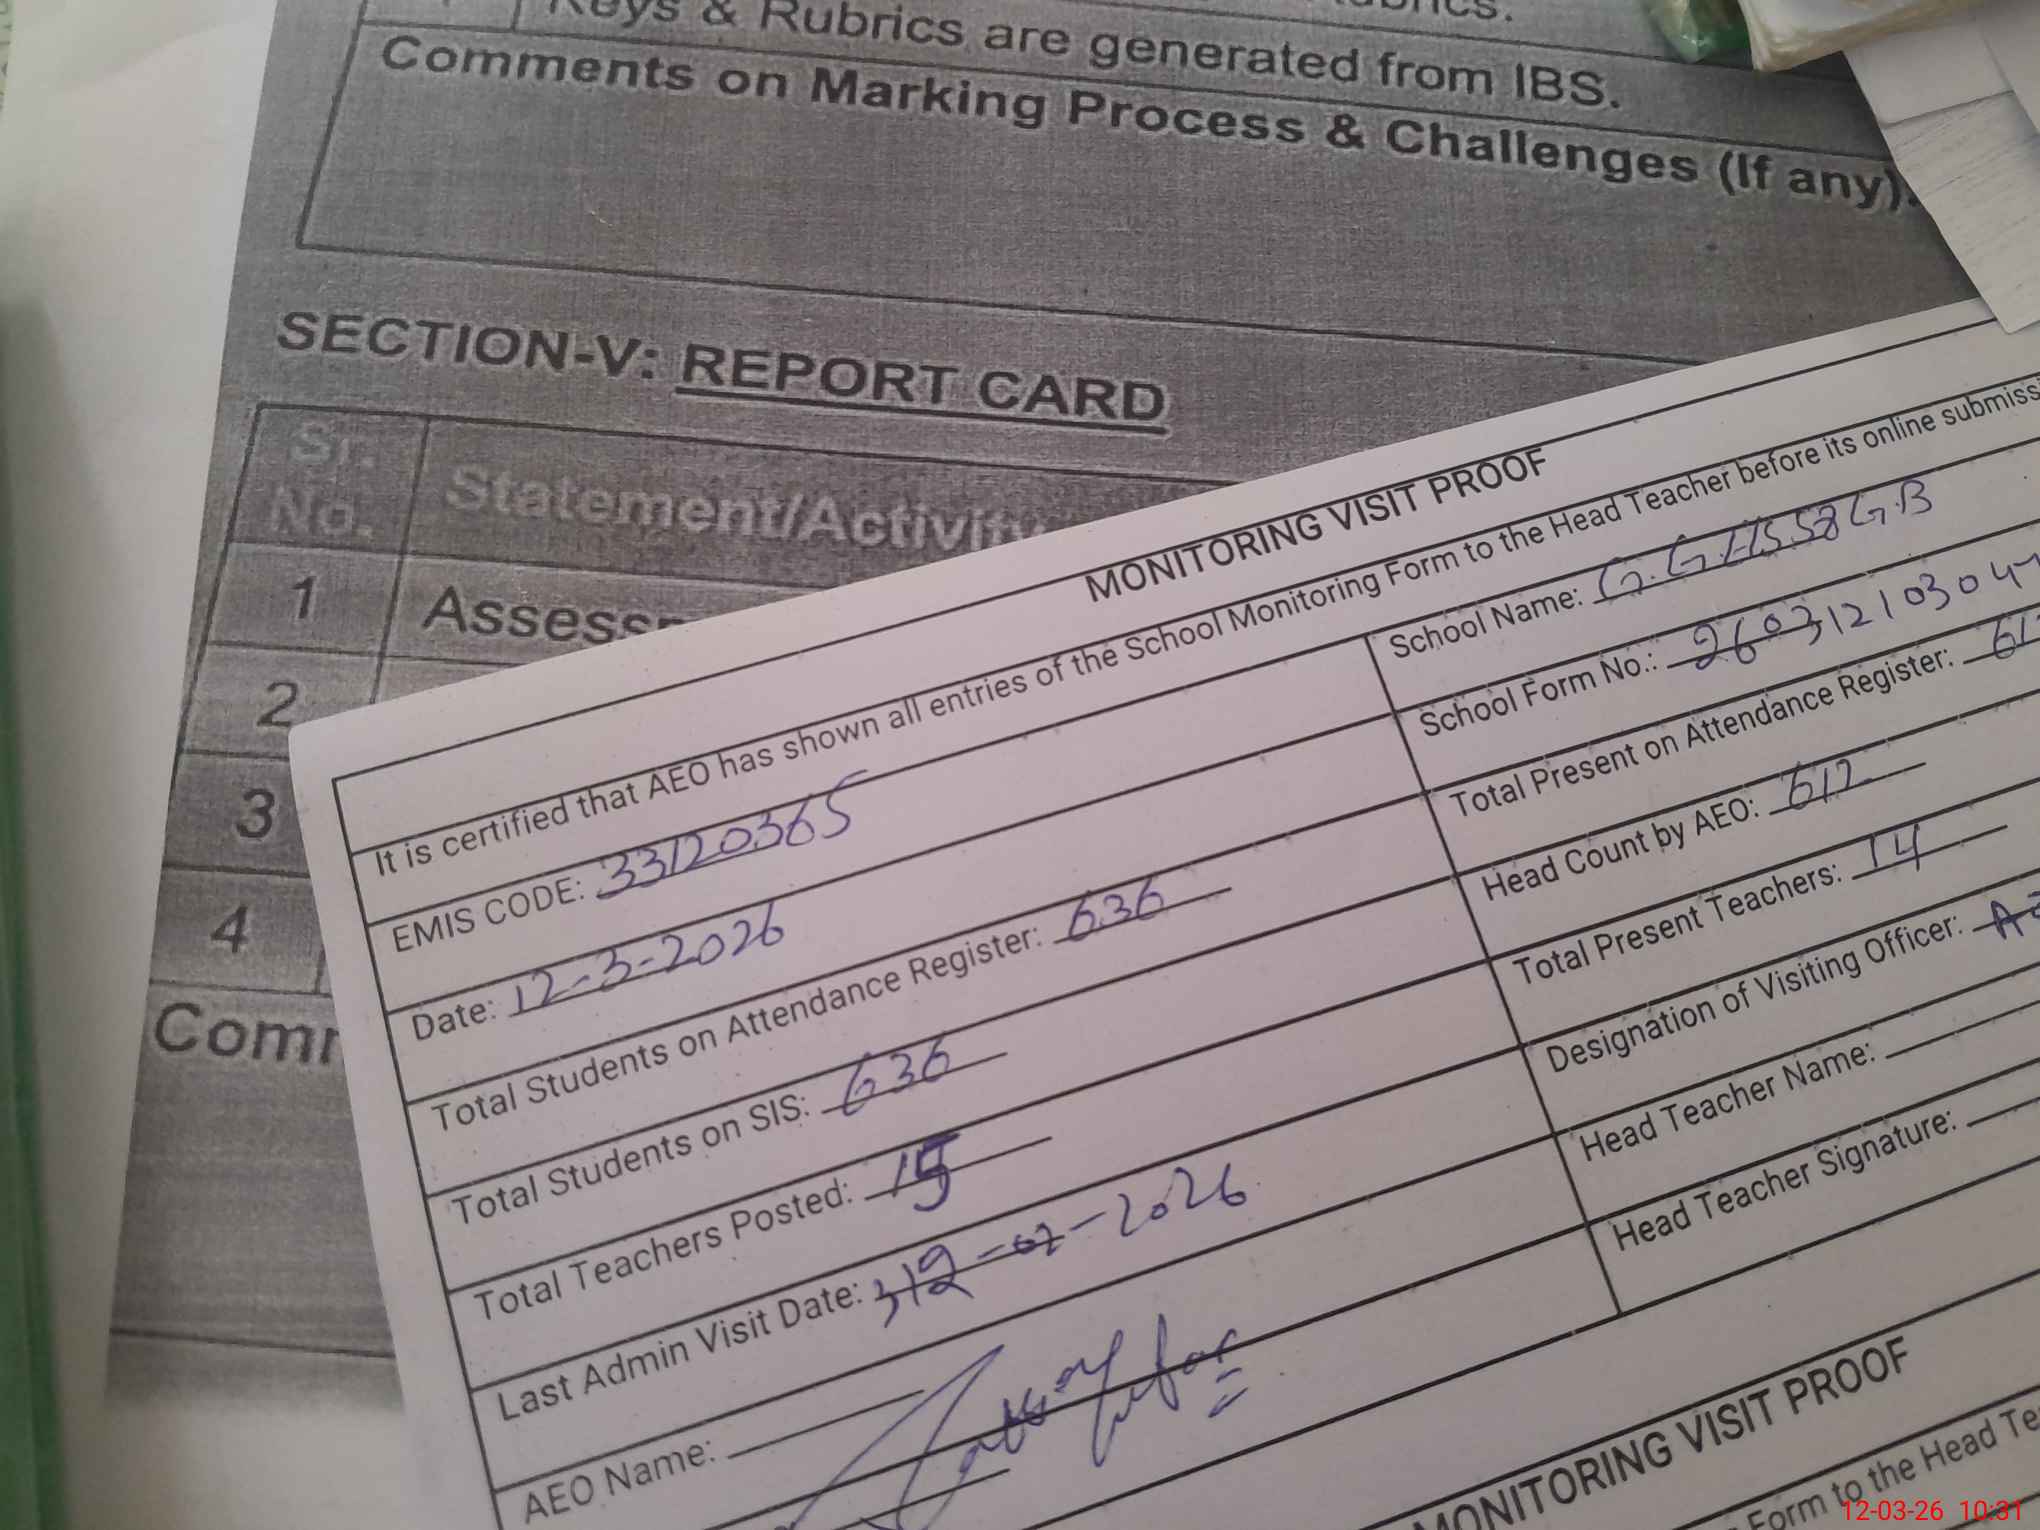 Keys & Rubrics are generated from IBS.
Comments on Marking Process & Challenges (If any).
SECTION-V: REPORT CARD
Sr. No. Statement/Activity
1
2
3
4
MONITORING VISIT PROOF
It is certified that AEO has shown all entries of the School Monitoring Form to the Head Teacher before its online
EMIS CODE: 33120365
School Name: G.GHSS 58 G.B
Date: 12-3-2026
School Form No.:
Total Students on Attendance Register: 636
Total Present on Attendance Register:
Total Students on SIS: 636
Head Count by AEO: 612
Total Teachers Posted: 15
Total Present Teachers: 14
Last Admin Visit Date: 2026
Designation of Visiting Officer:
AEO Name:
Head Teacher Name:
Head Teacher Signature:
MONITORING VISIT PROOF
Form to the Head
12-03-26 10:31